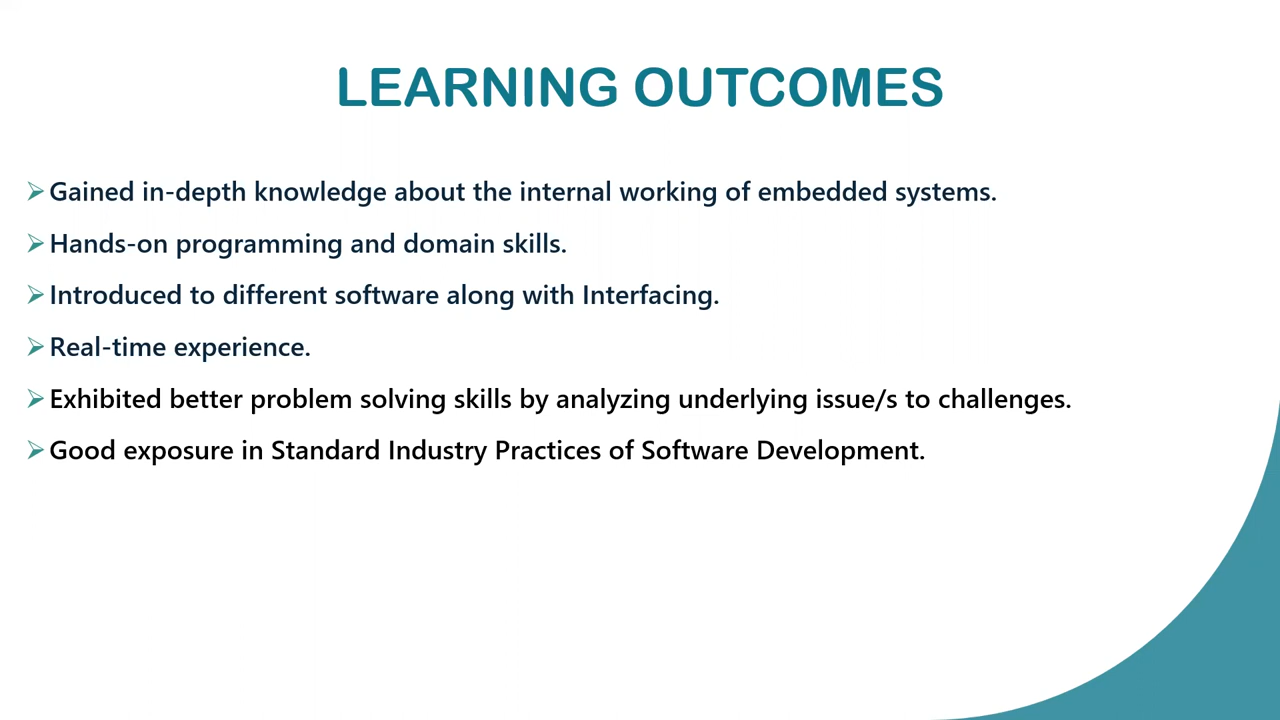 LEARNING OUTCOMES
Gained in-depth knowledge about the internal working of embedded systems.
Hands-on programming and domain skills.
Introduced to different software along with Interfacing.
Real-time experience.
Exhibited better problem solving skills by analyzing underlying issue/s to challenges.
Good exposure in Standard Industry Practices of Software Development.